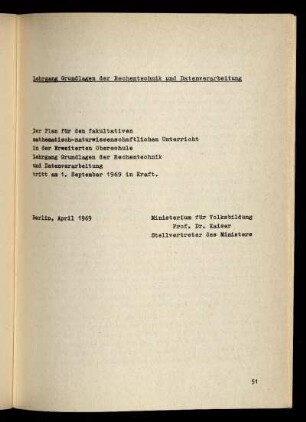 Lehrgang Grundlagen der Rechentechnik und Datenverarbeitung
Der Plan für den fakultativen
mathematisch-naturwissenschaftlichen Unterricht
in der Erweiterten Oberschule
Lehrgang Grundlagen der Rechentechnik
und Datenverarbeitung
tritt am 1. September 1969 in Kraft.
Berlin, April 1969
Ministerium für Volksbildung
Prof. Dr. Kaiser
Stellvertreter des Ministers
51